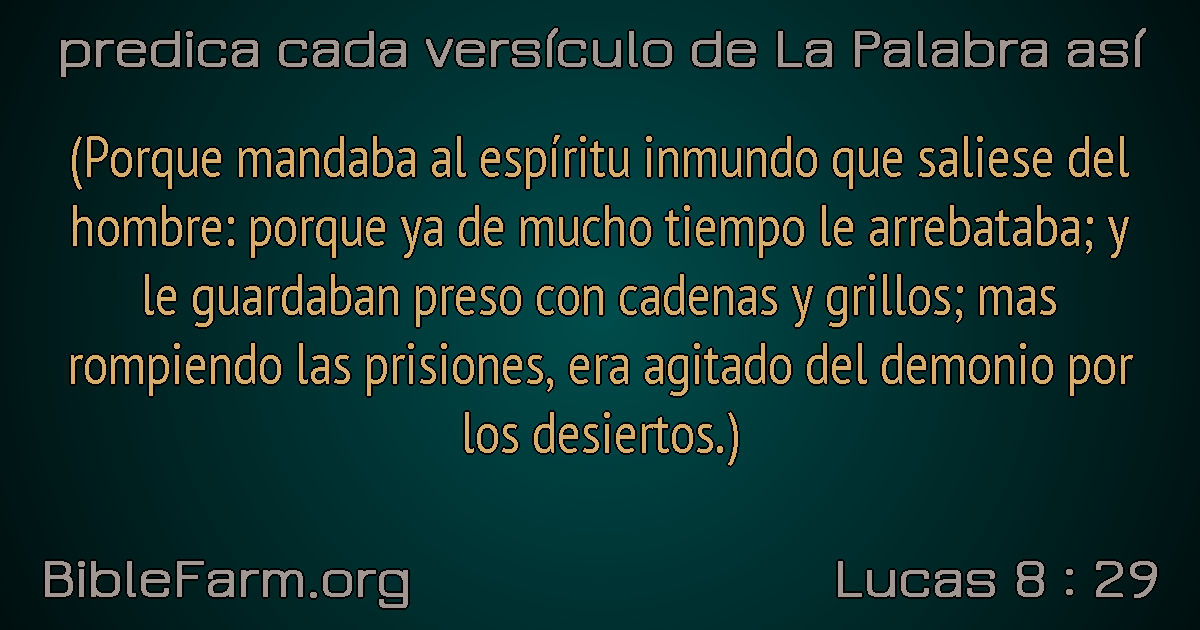 predica cada versículo de La Palabra así
(Porque mandaba al espíritu inmundo que saliese del
hombre: porque ya de mucho tiempo le arrebataba; y
le guardaban preso con cadenas y grillos; mas
rompiendo las prisiones, era agitado del demonio por
los desiertos.)
BibleFarm.org
Lucas 8 : 29